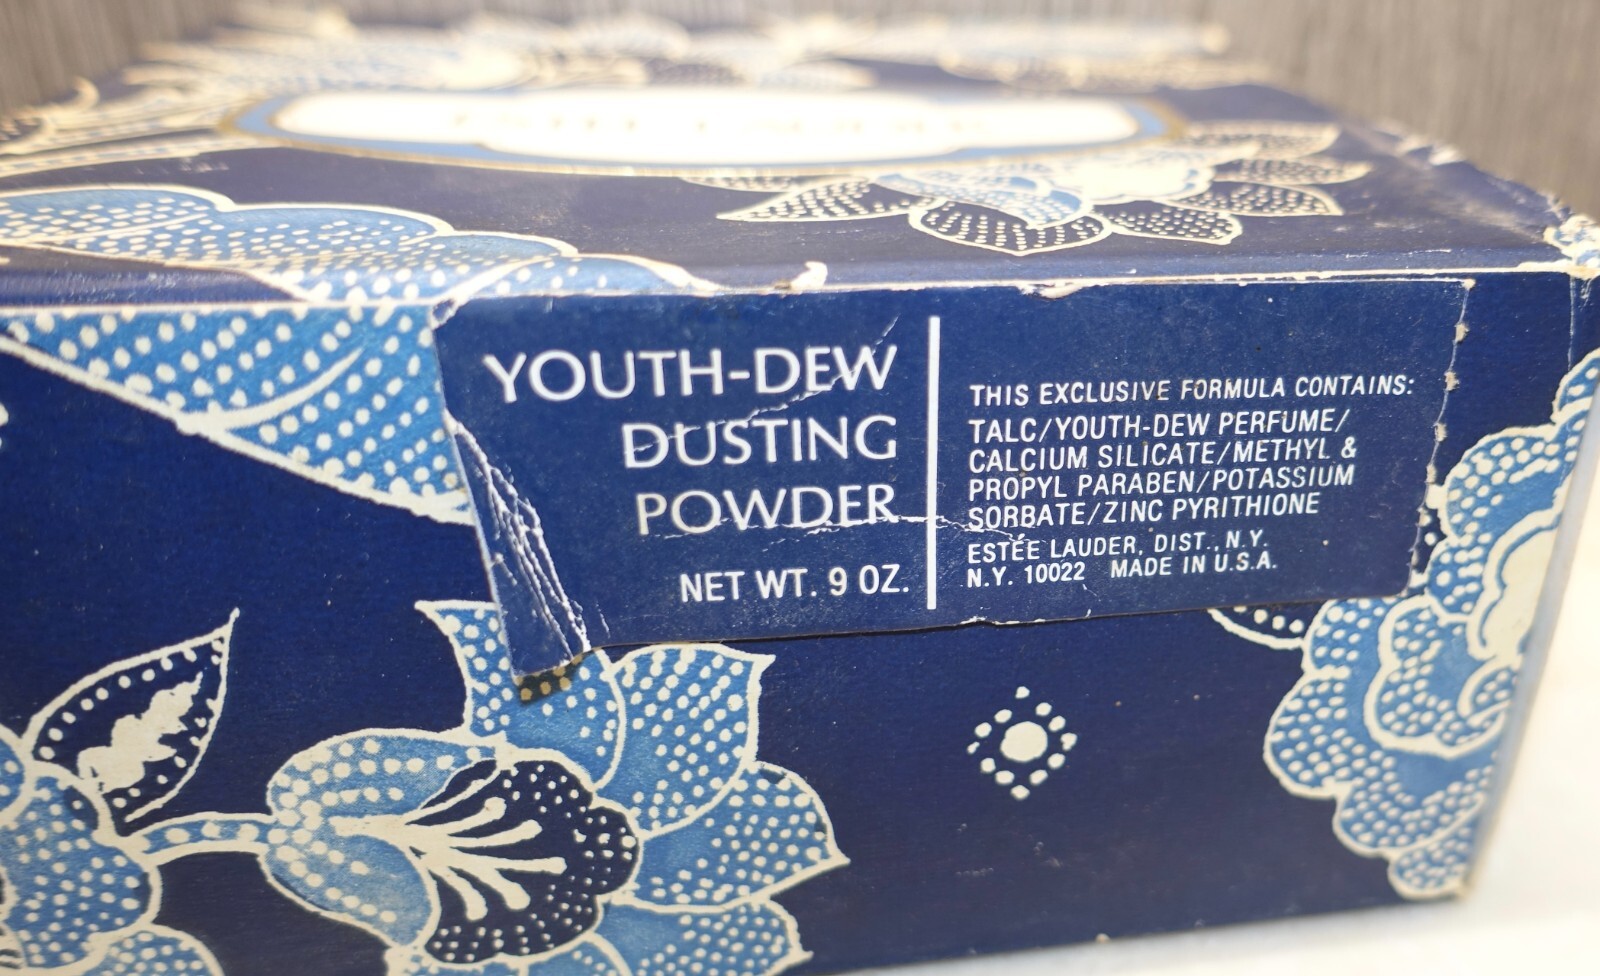 YOUTH-DEW
DUSTING
POWDER
NET WT. 9 OZ.
THIS EXCLUSIVE FORMULA CONTAINS:
TALC/YOUTH-DEW PERFUME/
CALCIUM SILICATE/METHYL &
PROPYL PARABEN/POTASSIUM
SORBATE/ZINC PYRITHIONE
ESTÉE LAUDER, DIST., N.Y.
N.Y. 10022 MADE IN U.S.A.